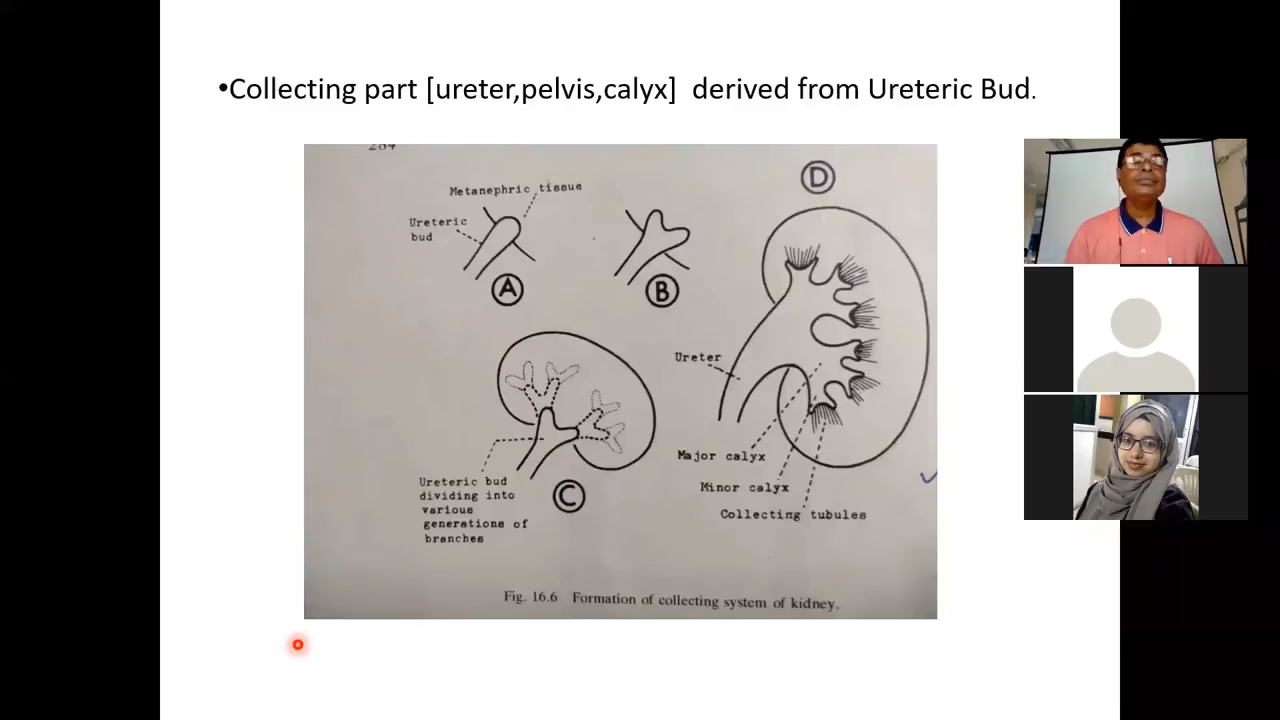 •Collecting part [ureter,pelvis,calyx] derived from Ureteric Bud.
Metanephric tissue
Ureteric
bud
A
B
D
Ureter
Major calyx
Minor calyx
Collecting tubules
Ureteric bud
dividing into
various
generations of
branches
C
Fig. 16.6 Formation of collecting system of kidney.